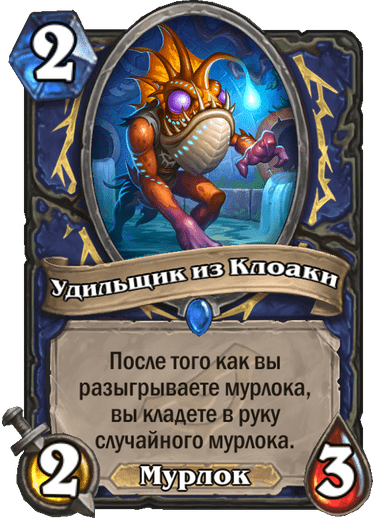 2
Удильщик из Клоаки
После того как вы
разыгрываете мурлока,
вы кладете в руку
случайного мурлока.
2
Мурлок
3